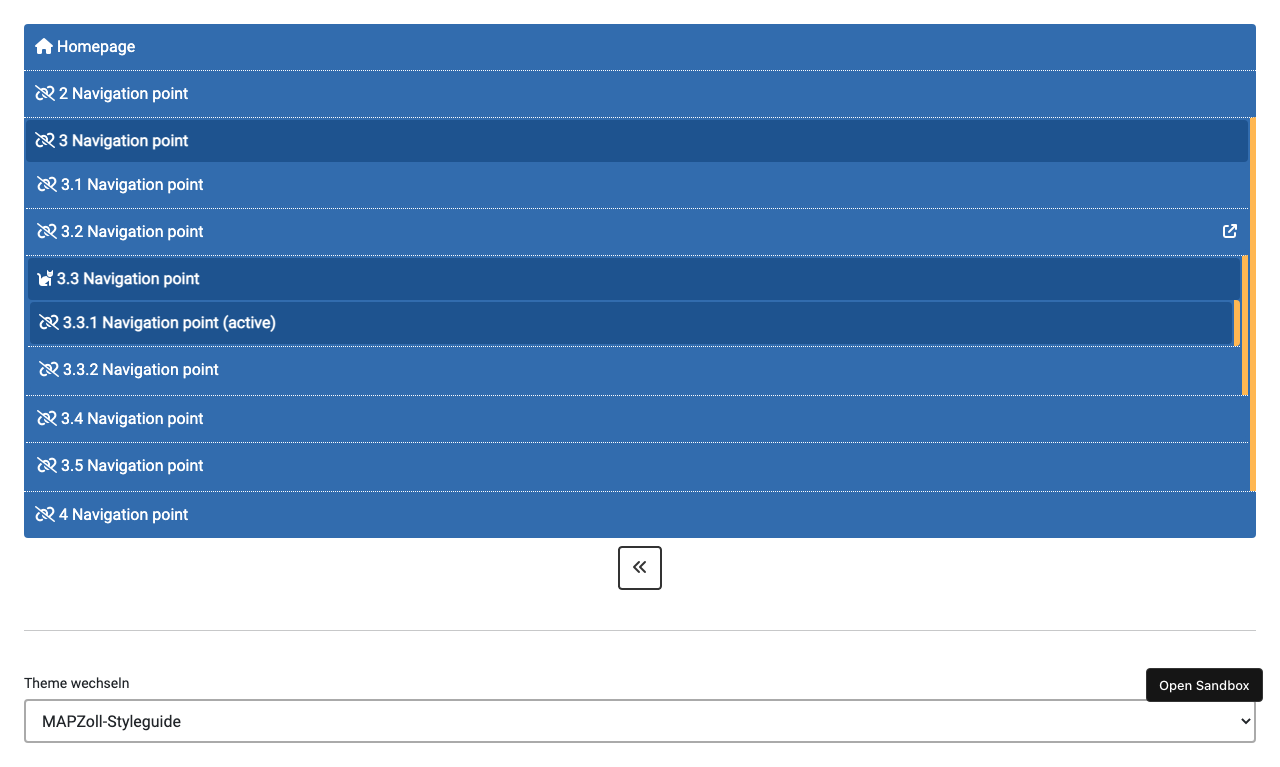 Homepage
2 Navigation point
3 Navigation point
3.1 Navigation point
3.2 Navigation point
3.3 Navigation point
3.3.1 Navigation point (active)
3.3.2 Navigation point
3.4 Navigation point
3.5 Navigation point
4 Navigation point
Theme wechseln
Open Sandbox
MAPZoll-Styleguide